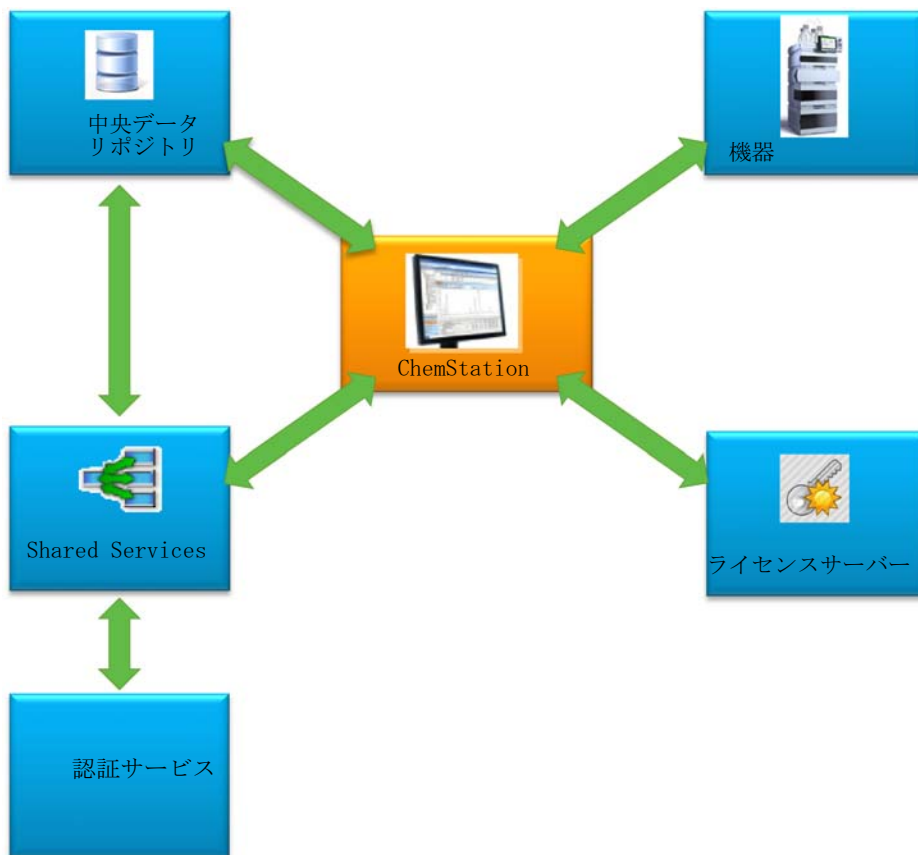 中央データ
リポジトリ
機器
ChemStation
Shared Services
ライセンスサーバー
認証サービス